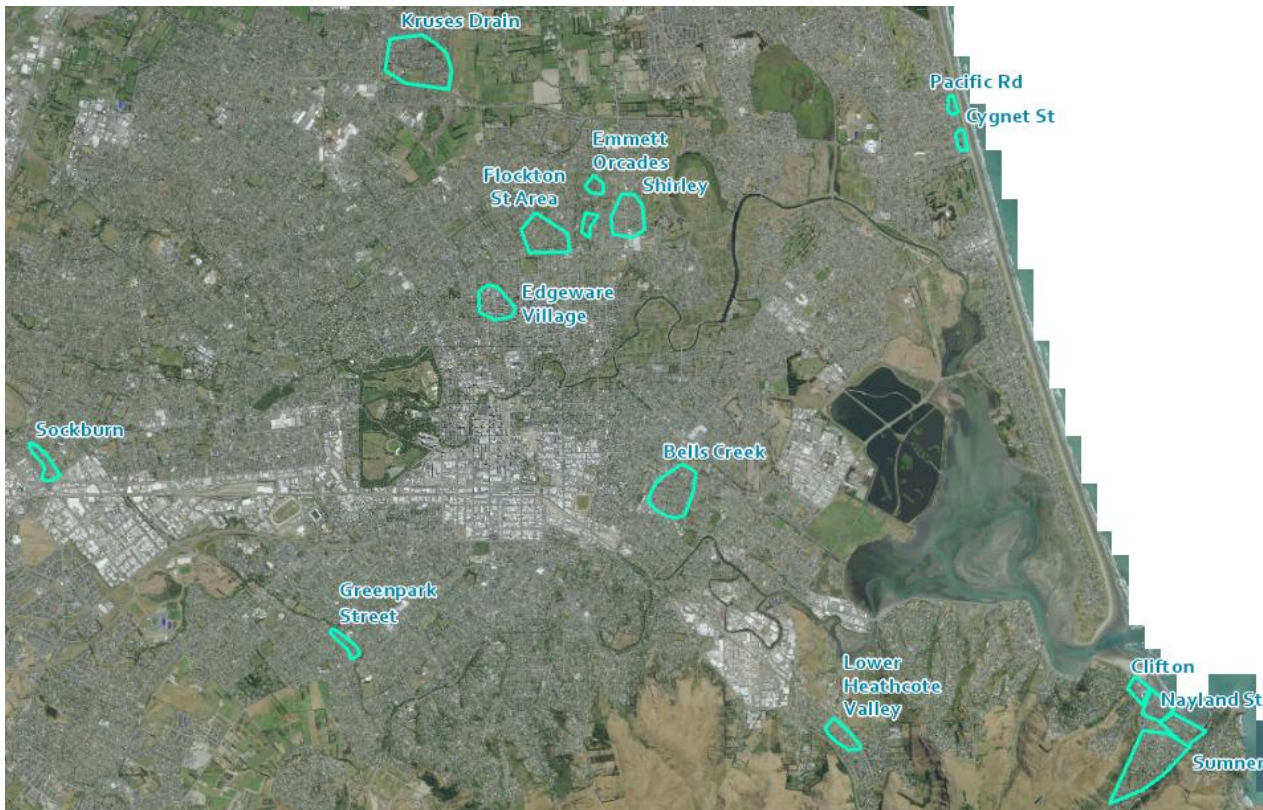 Kruses Drain
Pacific Rd
Cygnet St
Emmett
Orcades
Flockton
St Area
Shirley
Edgeware
Village
Sockburn
Bells Creek
Greenpark
Street
Lower
Heathcote
Valley
Clifton
Nayland St
Sumner